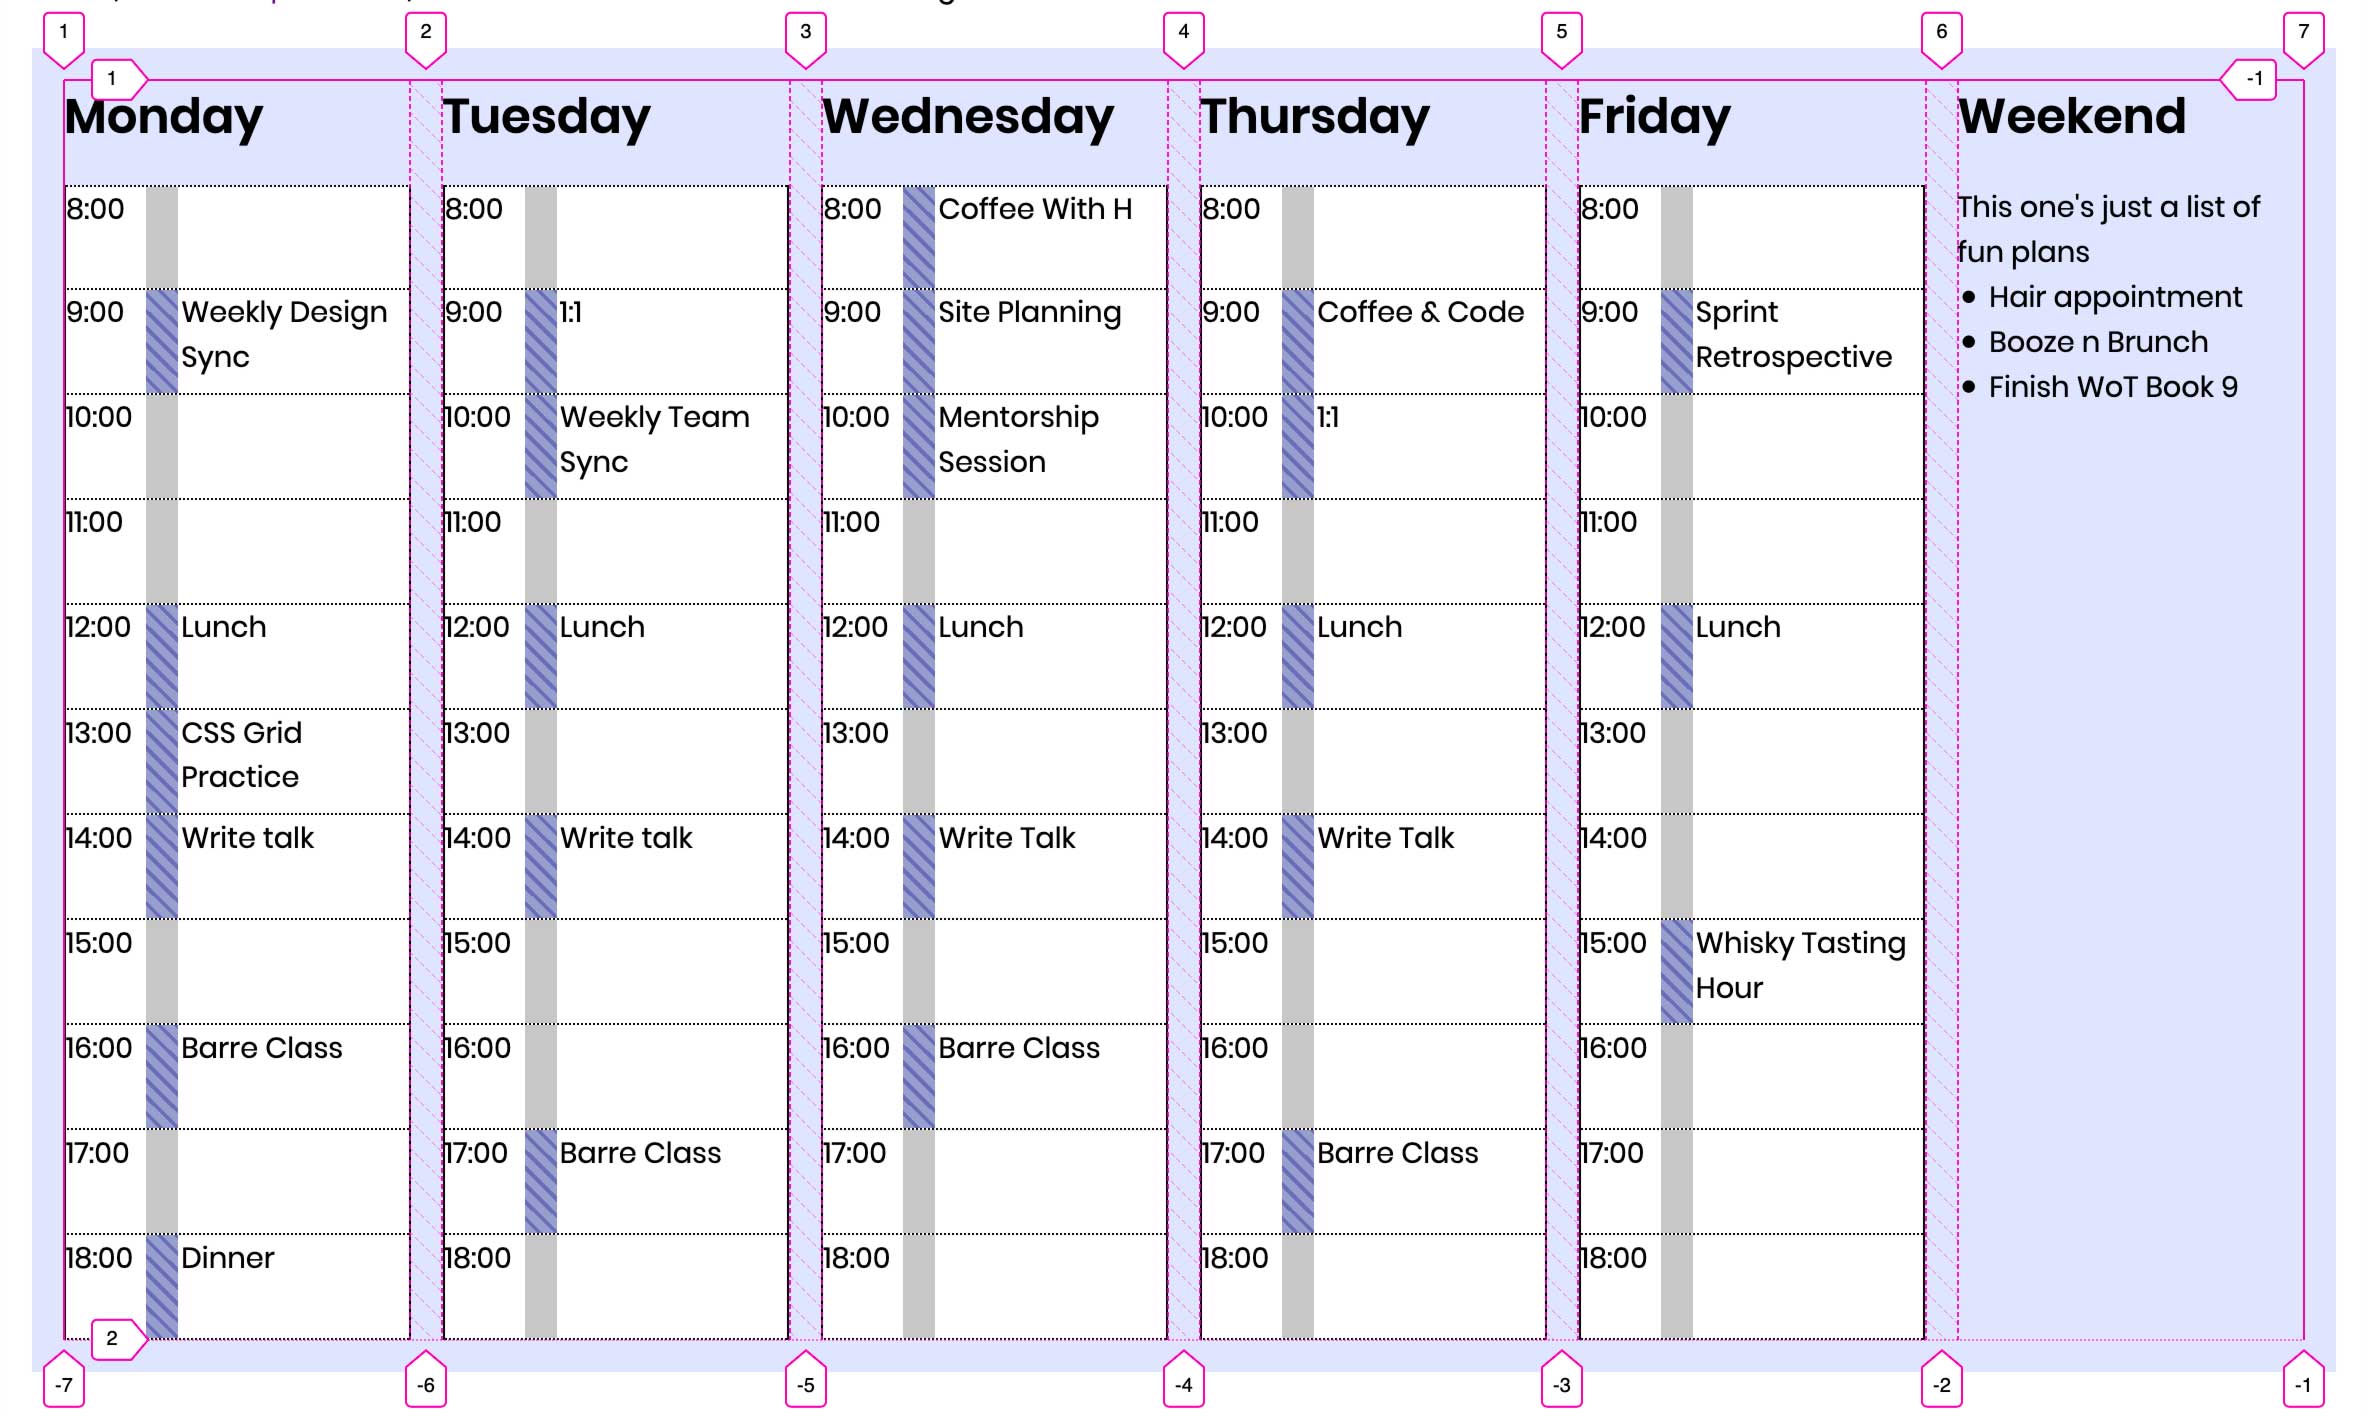 1 2 3 4 5 6 7
1 -1
Monday Tuesday Wednesday Thursday Friday Weekend
8:00 8:00 8:00 Coffee With H 8:00 8:00 This one's just a list of
fun plans
9:00 Weekly Design 9:00 1:1 9:00 Site Planning 9:00 Coffee & Code 9:00 Sprint • Hair appointment
Sync Retrospective • Booze n Brunch
• Finish WoT Book 9
10:00 10:00 Weekly Team 10:00 Mentorship 10:00 1:1 10:00
Sync Session
11:00 11:00 11:00 11:00 11:00
12:00 Lunch 12:00 Lunch 12:00 Lunch 12:00 Lunch 12:00 Lunch
13:00 CSS Grid 13:00 13:00 13:00 13:00
Practice
14:00 Write talk 14:00 Write talk 14:00 Write Talk 14:00 Write Talk 14:00
15:00 15:00 15:00 15:00 15:00 Whisky Tasting
Hour
16:00 Barre Class 16:00 16:00 Barre Class 16:00 16:00
17:00 17:00 Barre Class 17:00 17:00 Barre Class 17:00
18:00 Dinner 18:00 18:00 18:00 18:00
2
-7 -6 -5 -4 -3 -2 -1